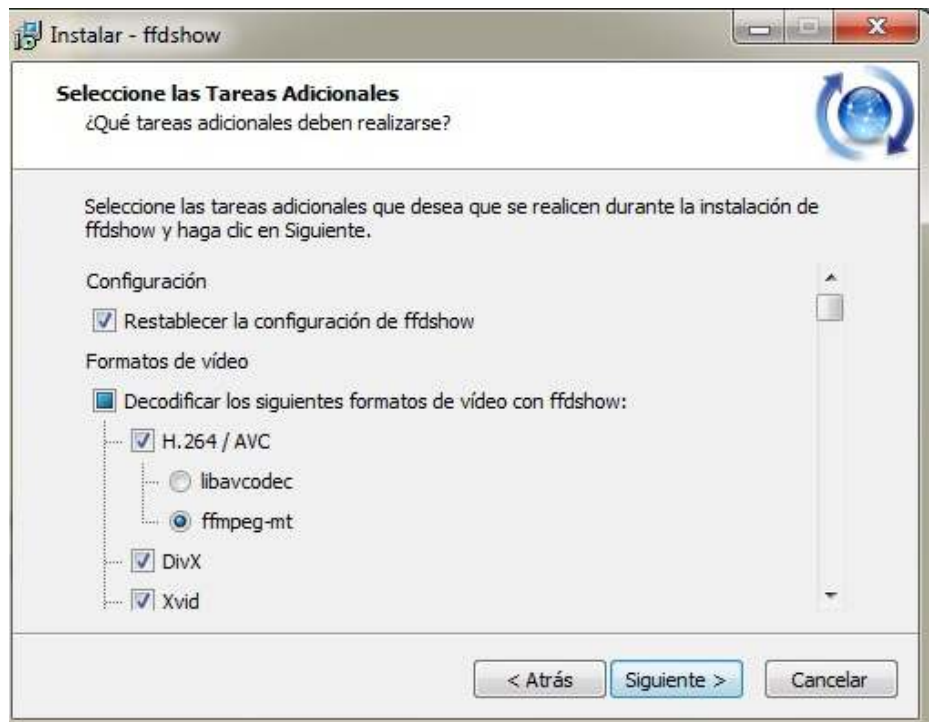 Instalar - ffdshow
Seleccione las Tareas Adicionales
¿Qué tareas adicionales deben realizarse?
Seleccione las tareas adicionales que desea que se realicen durante la instalación de
ffdshow y haga clic en Siguiente.
Configuración
Restablecer la configuración de ffdshow
Formatos de vídeo
Decodificar los siguientes formatos de vídeo con ffdshow:
H.264 / AVC
libavcodec
ffmpeg-mt
DivX
Xvid
< Atrás Siguiente > Cancelar